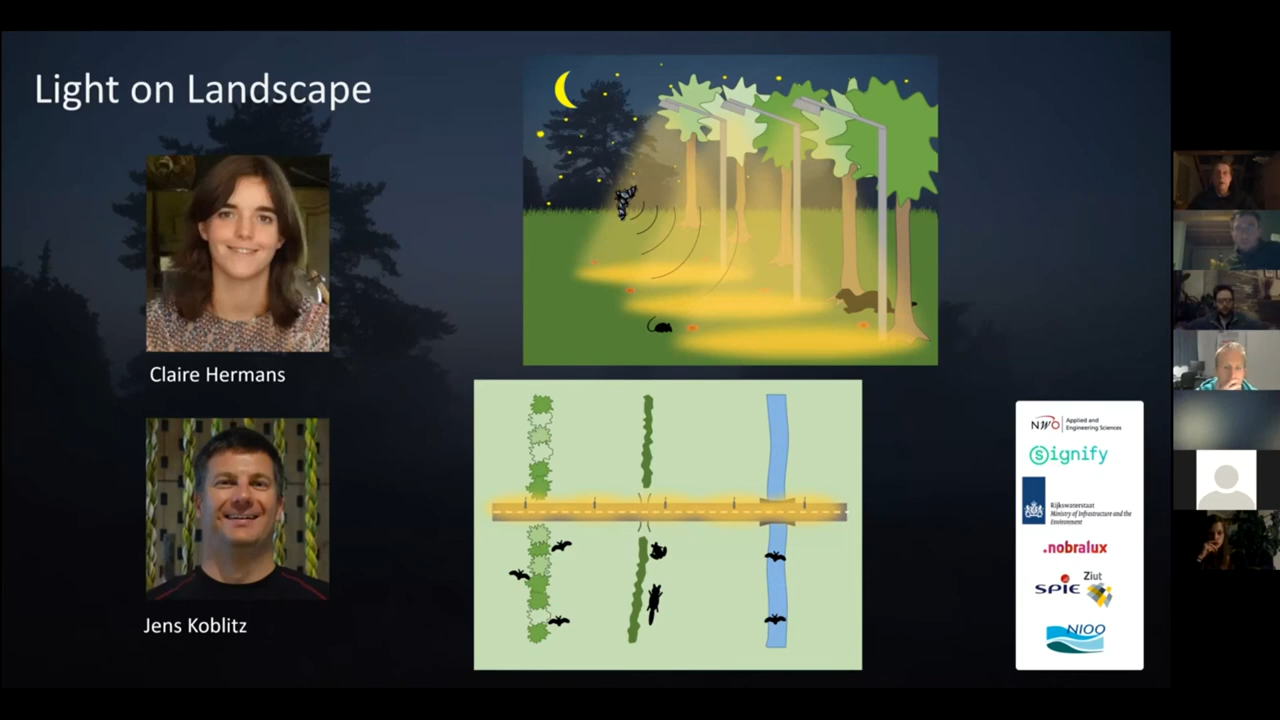 Light on Landscape
Claire Hermans
Jens Koblitz
NWO Applied and
Engineering Sciences
Signify
Rijkswaterstaat
Ministry of Infrastructure and the
Environment
.nobralux
SPIE Ziut
NIOO